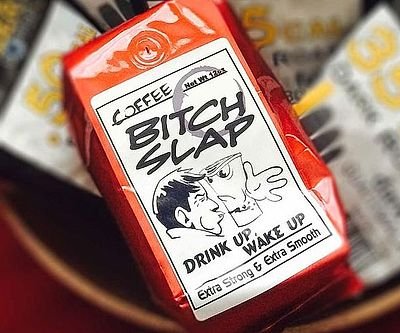 COFFEE
Net Wt 12oz
BITCH
SLAP
DRINK UP, WAKE UP
Extra Strong & Extra Smooth